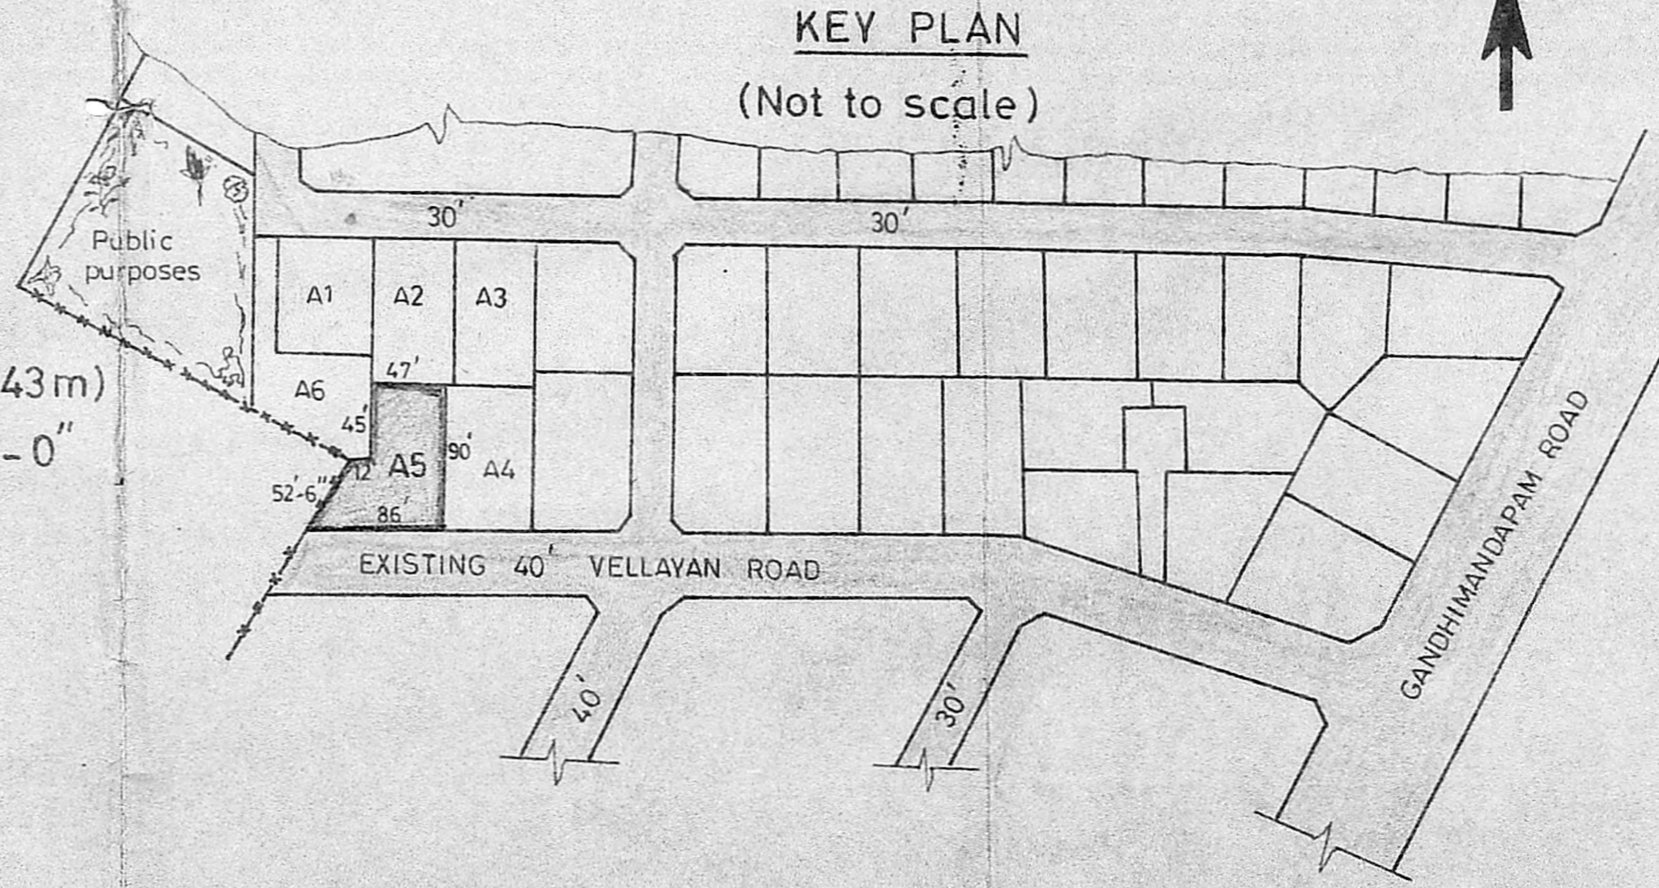 KEY PLAN
(Not to scale)
30'
30'
Public
purposes
A1
A2
A3
47'
43m)
A6
45'
- 0"
90'
A5
A4
12'
52'-6"
86'
EXISTING 40' VELLAYAN ROAD
GANDHIMANDAPAM ROAD
40'
30'